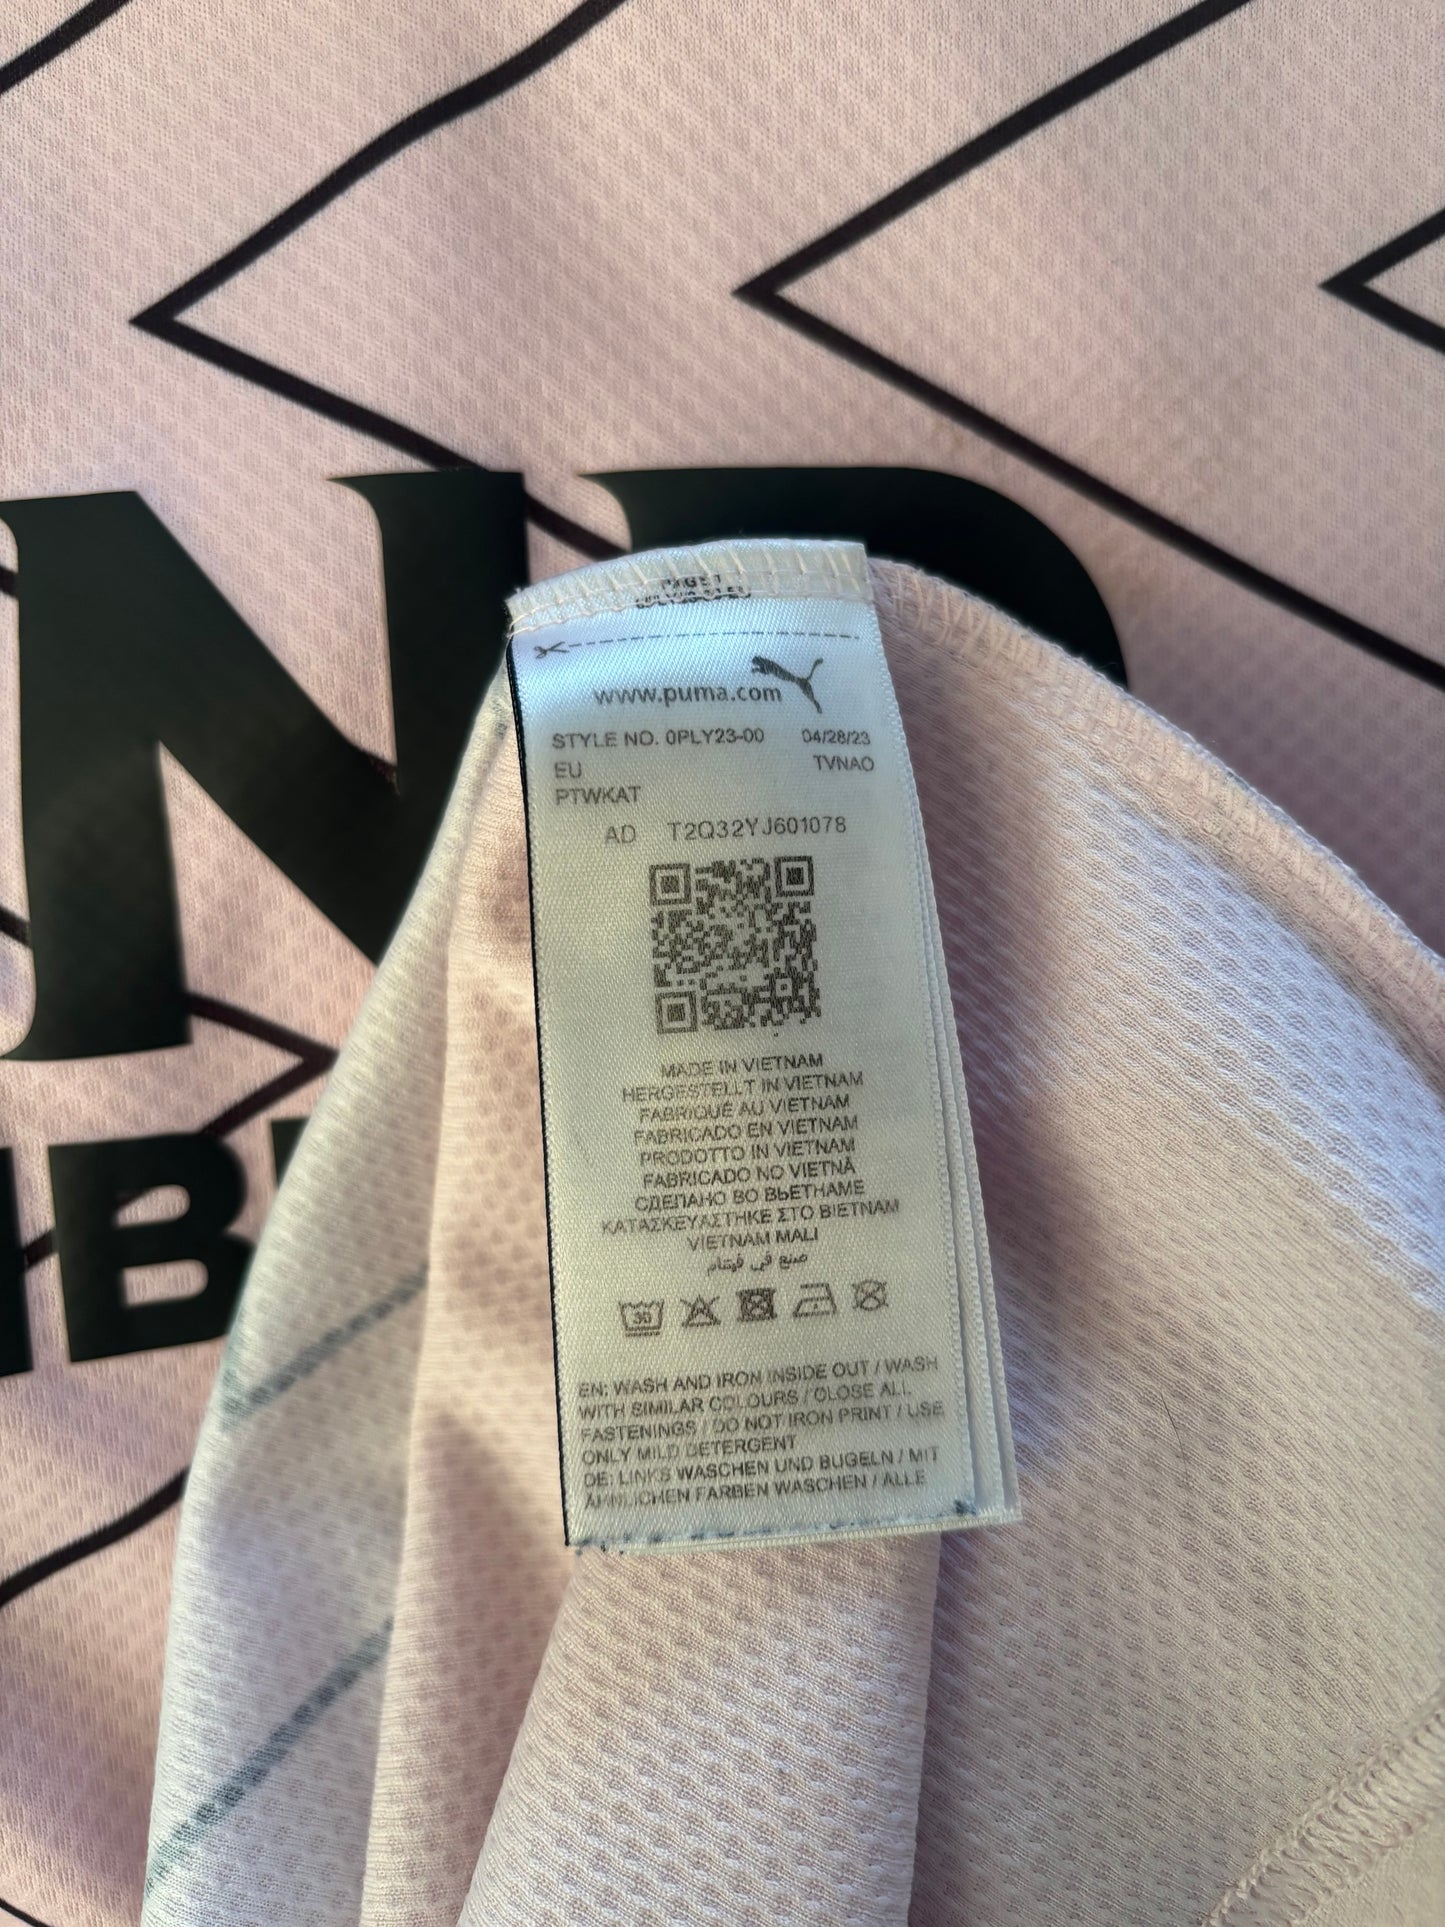 N
D
B
PAGE 1
www.puma.com
STYLE NO. 0PLY23-00 04/28/23
EU TVNAO
PTWKAT
AD T2Q32YJ601078
MADE IN VIETNAM
HERGESTELLT IN VIETNAM
FABRIQUÉ AU VIETNAM
FABRICADO EN VIETNAM
PRODOTTO IN VIETNAM
FABRICADO NO VIETNÃ
СДЕЛАНО ВО ВЬЕТНАМЕ
ΚΑΤΑΣΚΕΥΑΣΤΗΚΕ ΣΤΟ ΒΙΕΤΝΑΜ
VIETNAM MALI
صنع في فيتنام
30
EN: WASH AND IRON INSIDE OUT / WASH
WITH SIMILAR COLOURS / CLOSE ALL
FASTENINGS / DO NOT IRON PRINT / USE
ONLY MILD DETERGENT
DE: LINKS WASCHEN UND BÜGELN / MIT
ÄHNLICHEN FARBEN WASCHEN / ALLE